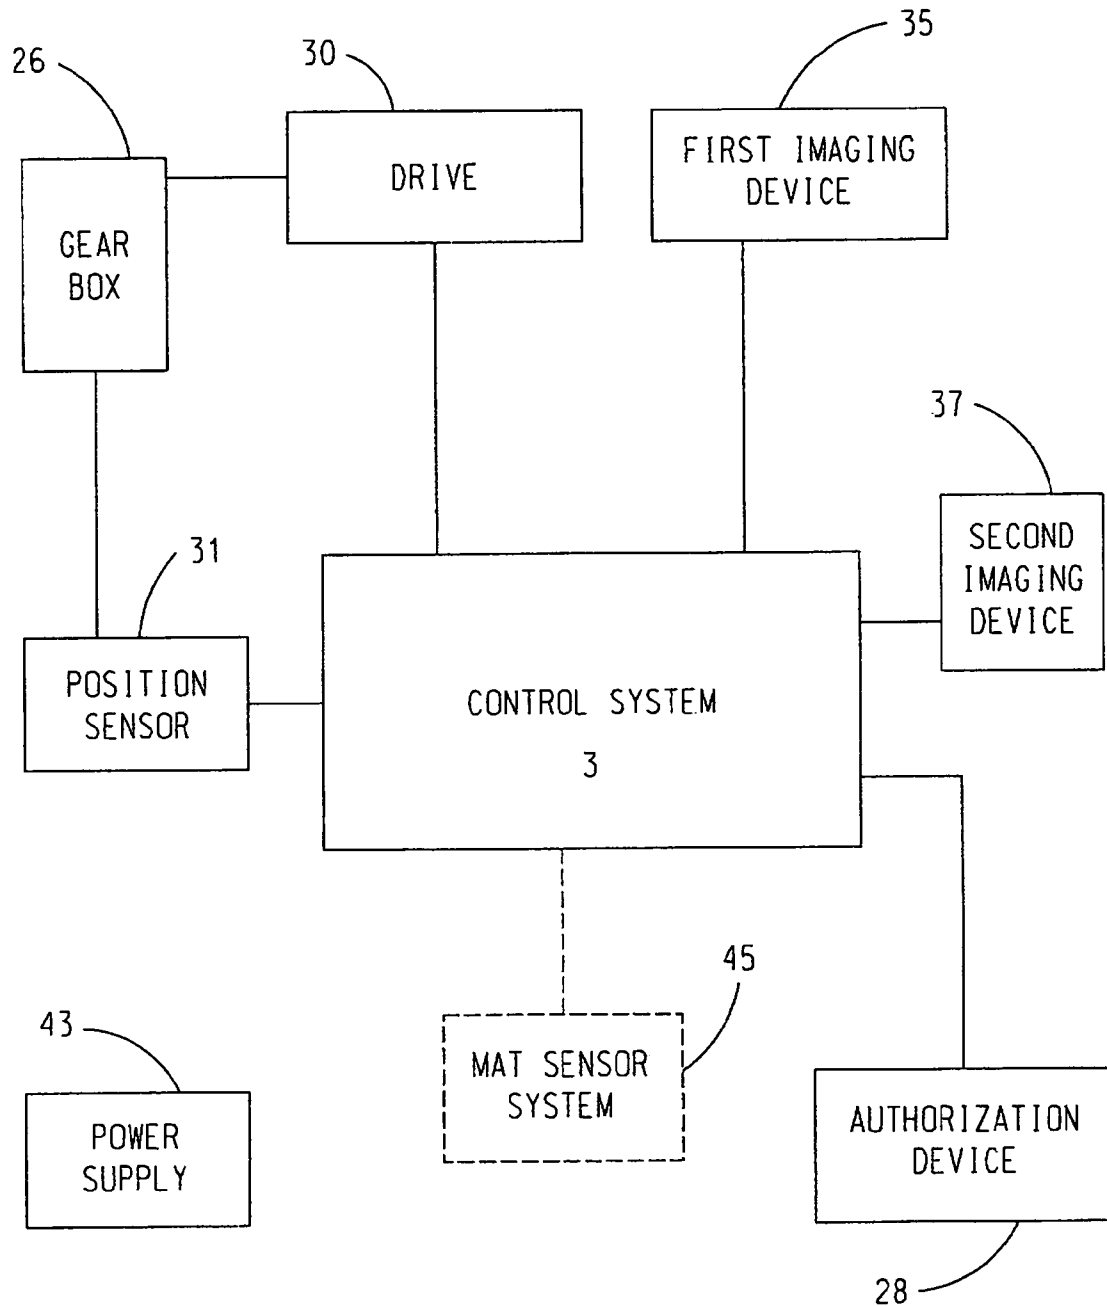 35
30
26
FIRST IMAGING
DEVICE
DRIVE
GEAR
BOX
37
SECOND
IMAGING
DEVICE
31
POSITION
SENSOR
CONTROL SYSTEM
3
45
43
MAT SENSOR
SYSTEM
AUTHORIZATION
DEVICE
POWER
SUPPLY
28